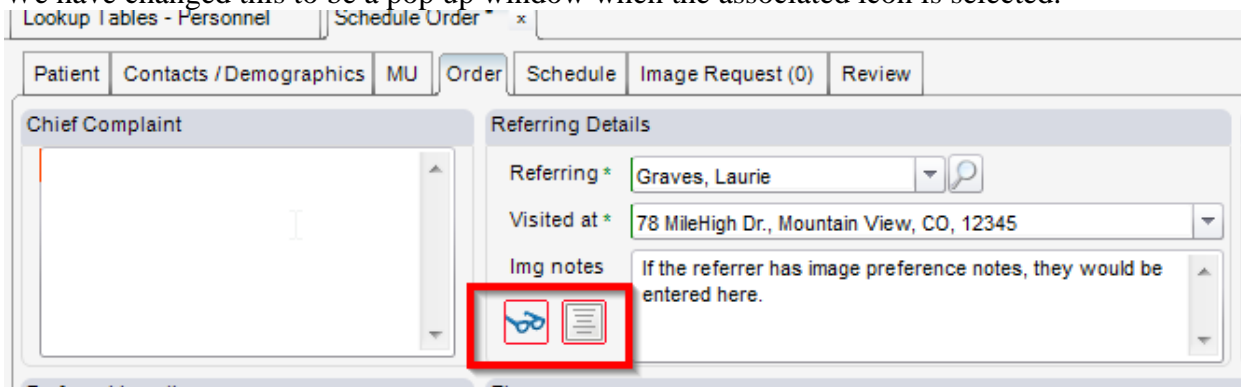 We have changed this to be a pop up window when the associated icon is selected.
Lookup Tables - Personnel Schedule Order * x
Patient Contacts / Demographics MU Order Schedule Image Request (0) Review
Chief Complaint Referring Details
Referring * Graves, Laurie
Visited at * 78 MileHigh Dr., Mountain View, CO, 12345
Img notes If the referrer has image preference notes, they would be
entered here.